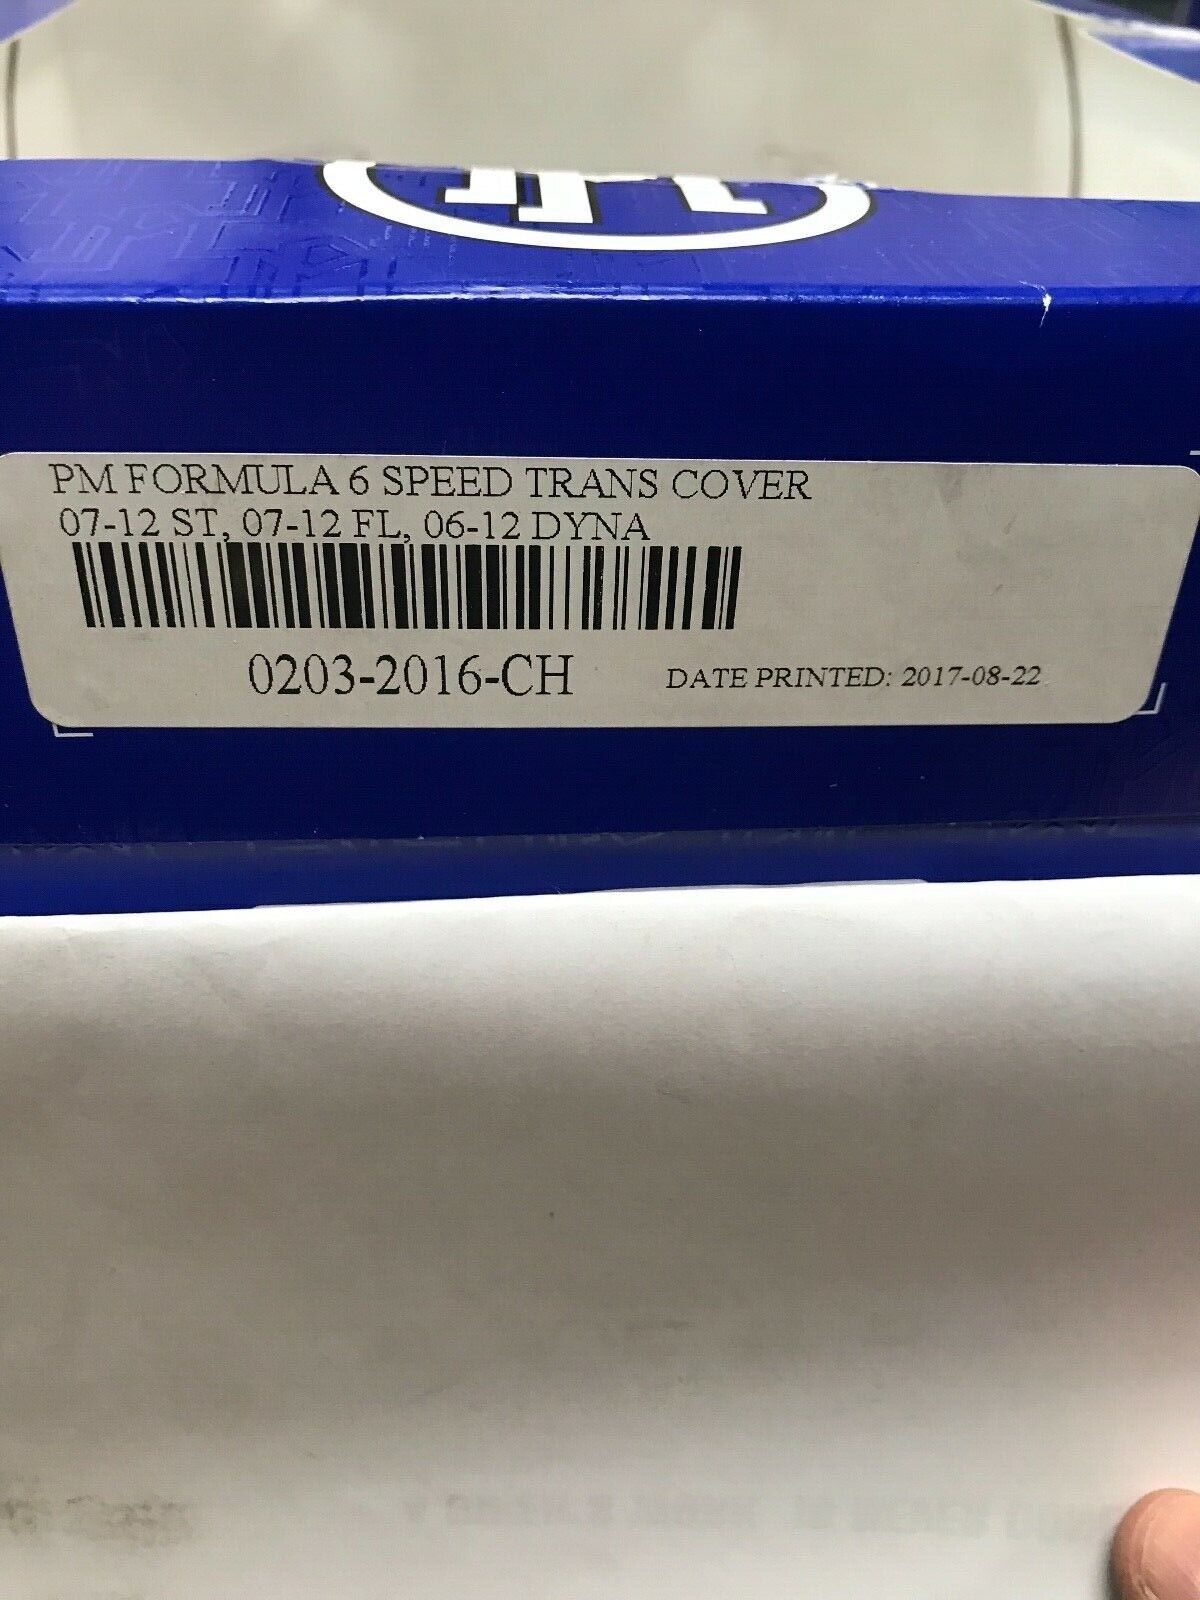 PM FORMULA 6 SPEED TRANS COVER
07-12 ST, 07-12 FL, 06-12 DYNA
0203-2016-CH
DATE PRINTED: 2017-08-22